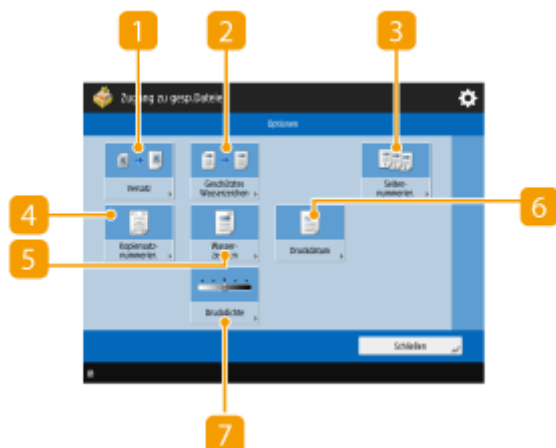 1
2
3
Zugang zu gesp.Dateie
Optionen
Versatz
Geschütztes
Wasserzeichen
Seiten-
nummerier.
4
Kopiensatz-
nummerier.
Wasser-
zeichen
Druckdatum
6
5
Druckdichte
Schließen
7